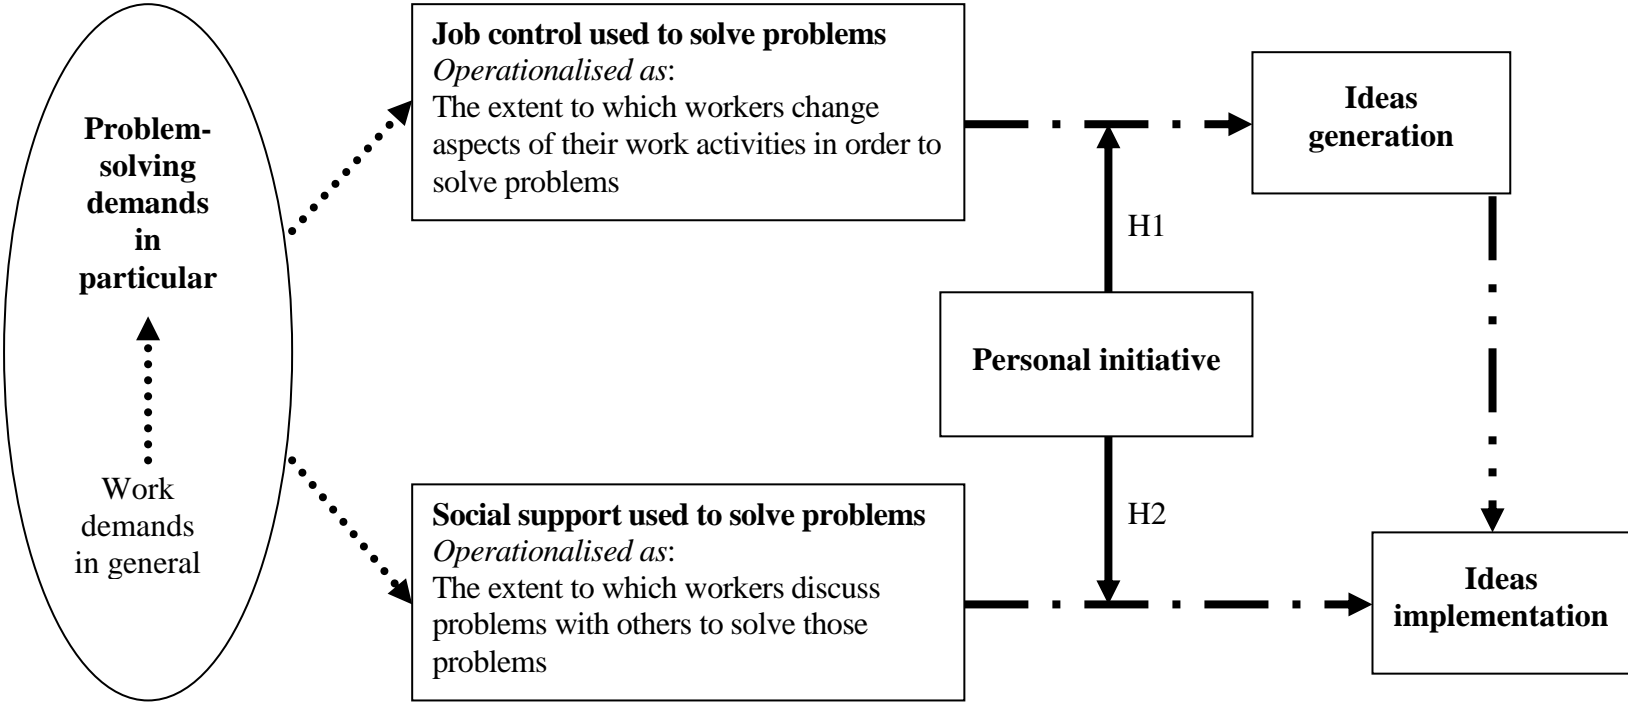 Problem-
solving
demands
in
particular
Work
demands
in general
Job control used to solve problems
Operationalised as:
The extent to which workers change
aspects of their work activities in order to
solve problems
Social support used to solve problems
Operationalised as:
The extent to which workers discuss
problems with others to solve those
problems
H1
Personal initiative
H2
Ideas
generation
Ideas
implementation